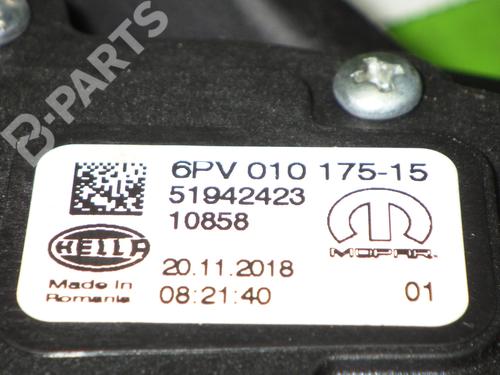 B-PARTS
6PV 010 175-15
51942423
10858
HELLA
MOPAR
Made In
Romania
20.11.2018
08:21:40
01